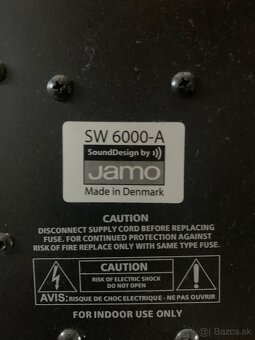 SW 6000-A
SoundDesign by
Jamo
Made in Denmark
CAUTION
DISCONNECT SUPPLY CORD BEFORE REPLACING
FUSE. FOR CONTINUED PROTECTION AGAINST
RISK OF FIRE REPLACE ONLY WITH SAME TYPE FUSE.
CAUTION
RISK OF ELECTRIC SHOCK
DO NOT OPEN
AVIS: RISQUE DE CHOC ELECTRIQUE - NE PAS OUVRIR
FOR INDOOR USE ONLY
Bazos.sk